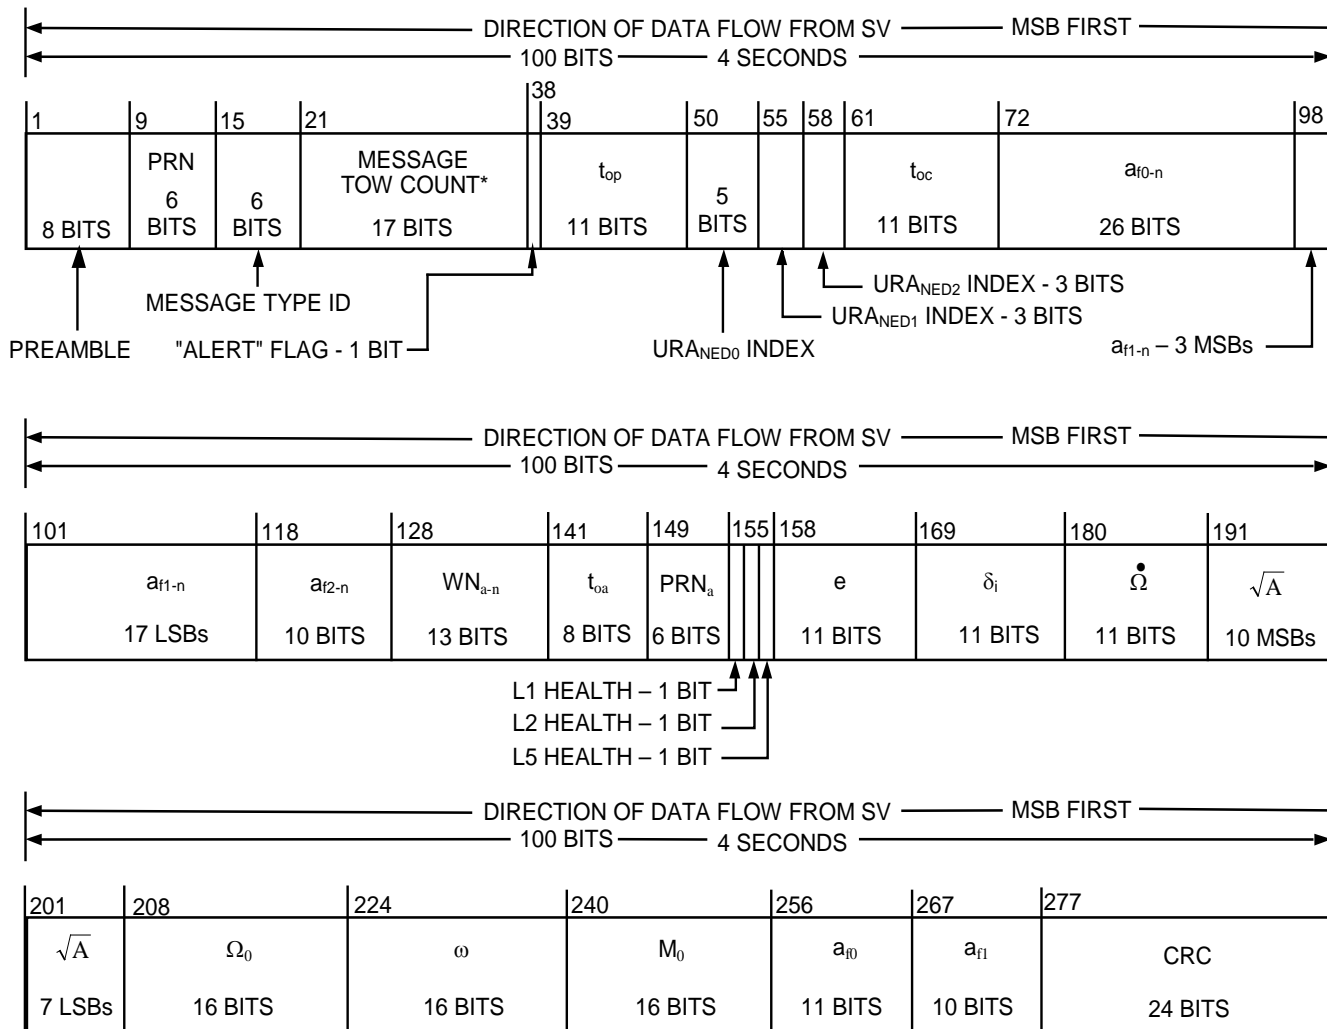 DIRECTION OF DATA FLOW FROM SV MSB FIRST
100 BITS 4 SECONDS
1 9 15 21 38 39 50 55 58 61 72 98
8 BITS
PRN
6
BITS
6
BITS
MESSAGE
TOW COUNT*
17 BITS
t_op
11 BITS
5
BITS
t_oc
11 BITS
a_f0-n
26 BITS
URA_NED2 INDEX - 3 BITS
MESSAGE TYPE ID
URA_NED1 INDEX - 3 BITS
PREAMBLE
"ALERT" FLAG - 1 BIT
URA_NED0 INDEX
a_f1-n – 3 MSBs
DIRECTION OF DATA FLOW FROM SV MSB FIRST
100 BITS 4 SECONDS
101 118 128 141 149 155 158 169 180 191
a_f1-n
17 LSBs
a_f2-n
10 BITS
WN_a-n
13 BITS
t_oa
8 BITS
PRN_a
6 BITS
e
11 BITS
δ_i
11 BITS
Ω̇
11 BITS
√A
10 MSBs
L1 HEALTH – 1 BIT
L2 HEALTH – 1 BIT
L5 HEALTH – 1 BIT
DIRECTION OF DATA FLOW FROM SV MSB FIRST
100 BITS 4 SECONDS
201 208 224 240 256 267 277
√A
7 LSBs
Ω_0
16 BITS
ω
16 BITS
M_0
16 BITS
a_f0
11 BITS
a_f1
10 BITS
CRC
24 BITS